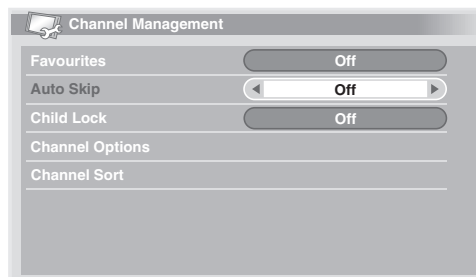 Channel Management
Favourites Off
Auto Skip Off
Child Lock Off
Channel Options
Channel Sort